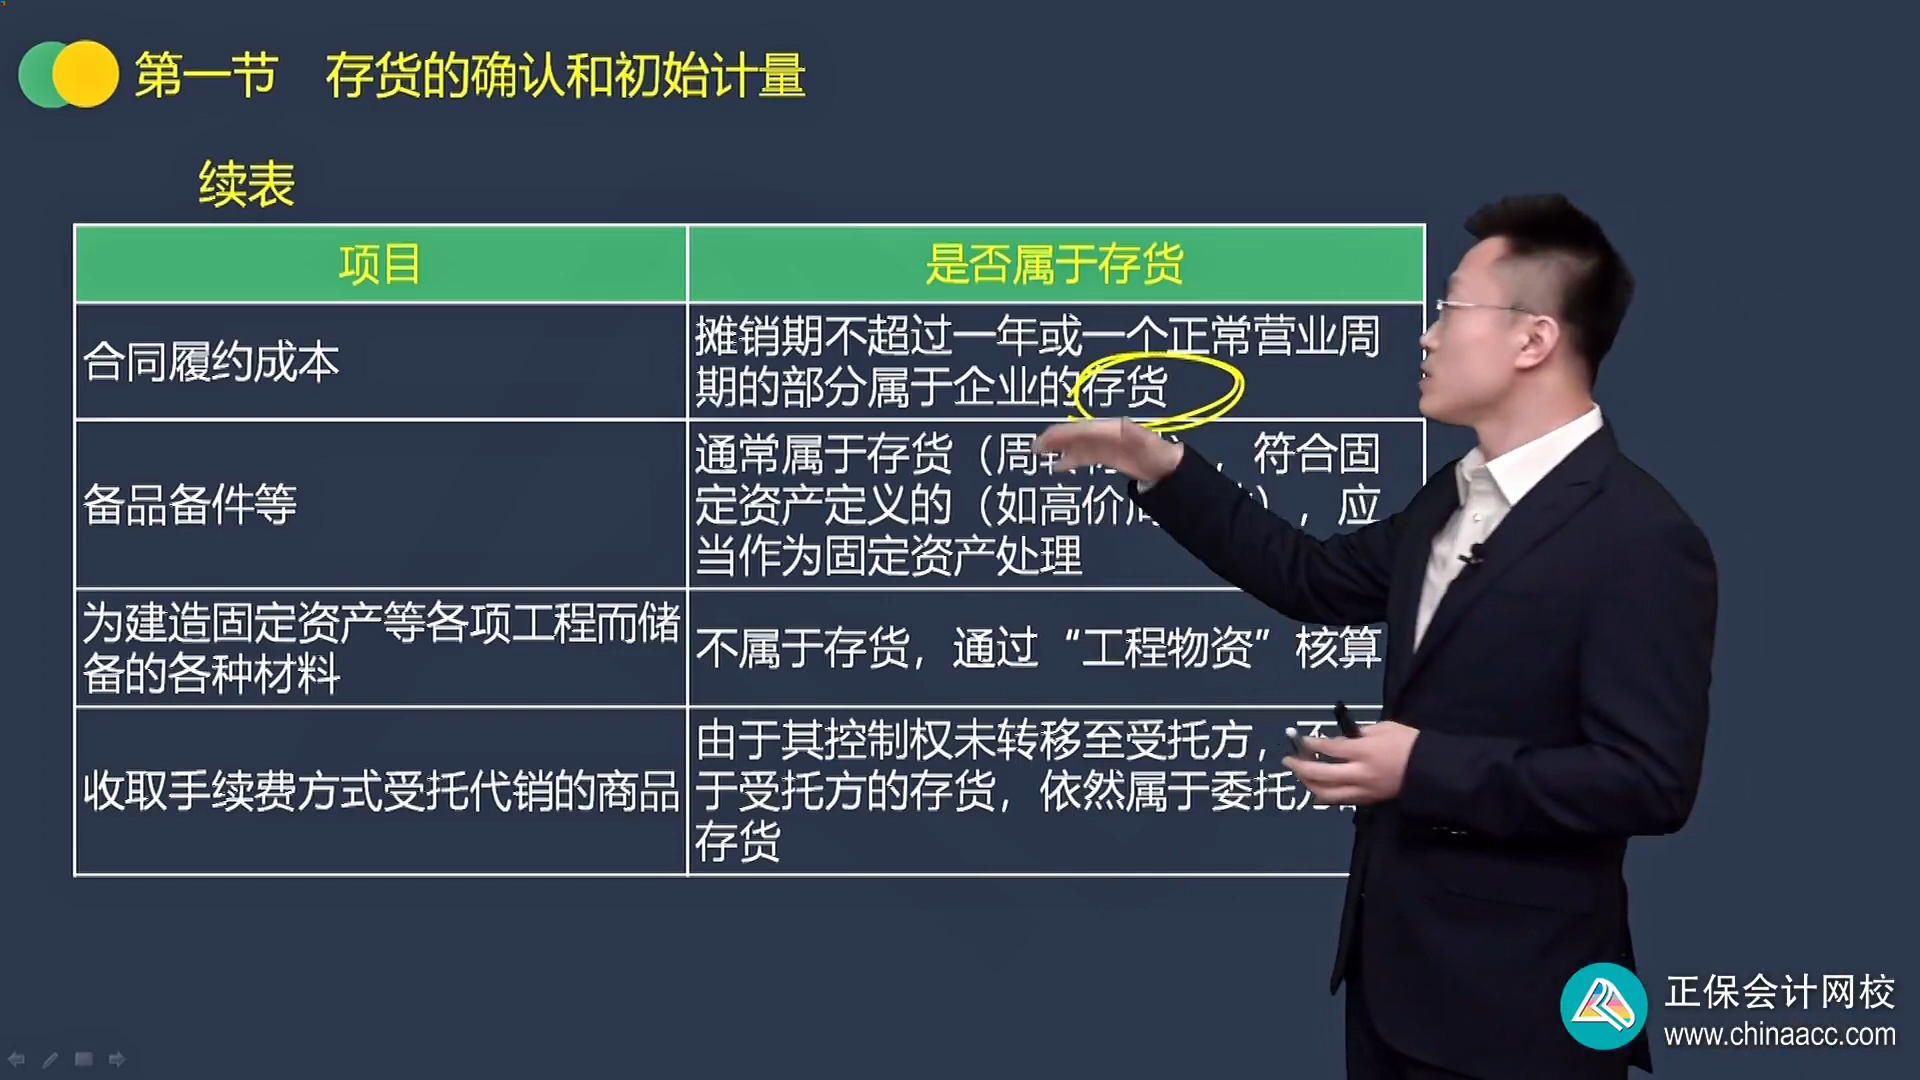 第一节 存货的确认和初始计量
续表
项目
是否属于存货
合同履约成本
摊销期不超过一年或一个正常营业周
期的部分属于企业的存货
备品备件等
通常属于存货（周转 ，符合固
定资产定义的（如高价周 ），应
当作为固定资产处理
为建造固定资产等各项工程而储
备的各种材料
不属于存货，通过“工程物资”核算
收取手续费方式受托代销的商品
由于其控制权未转移至受托方，不
于受托方的存货，依然属于委托方
存货
正保会计网校
www.chinaacc.com